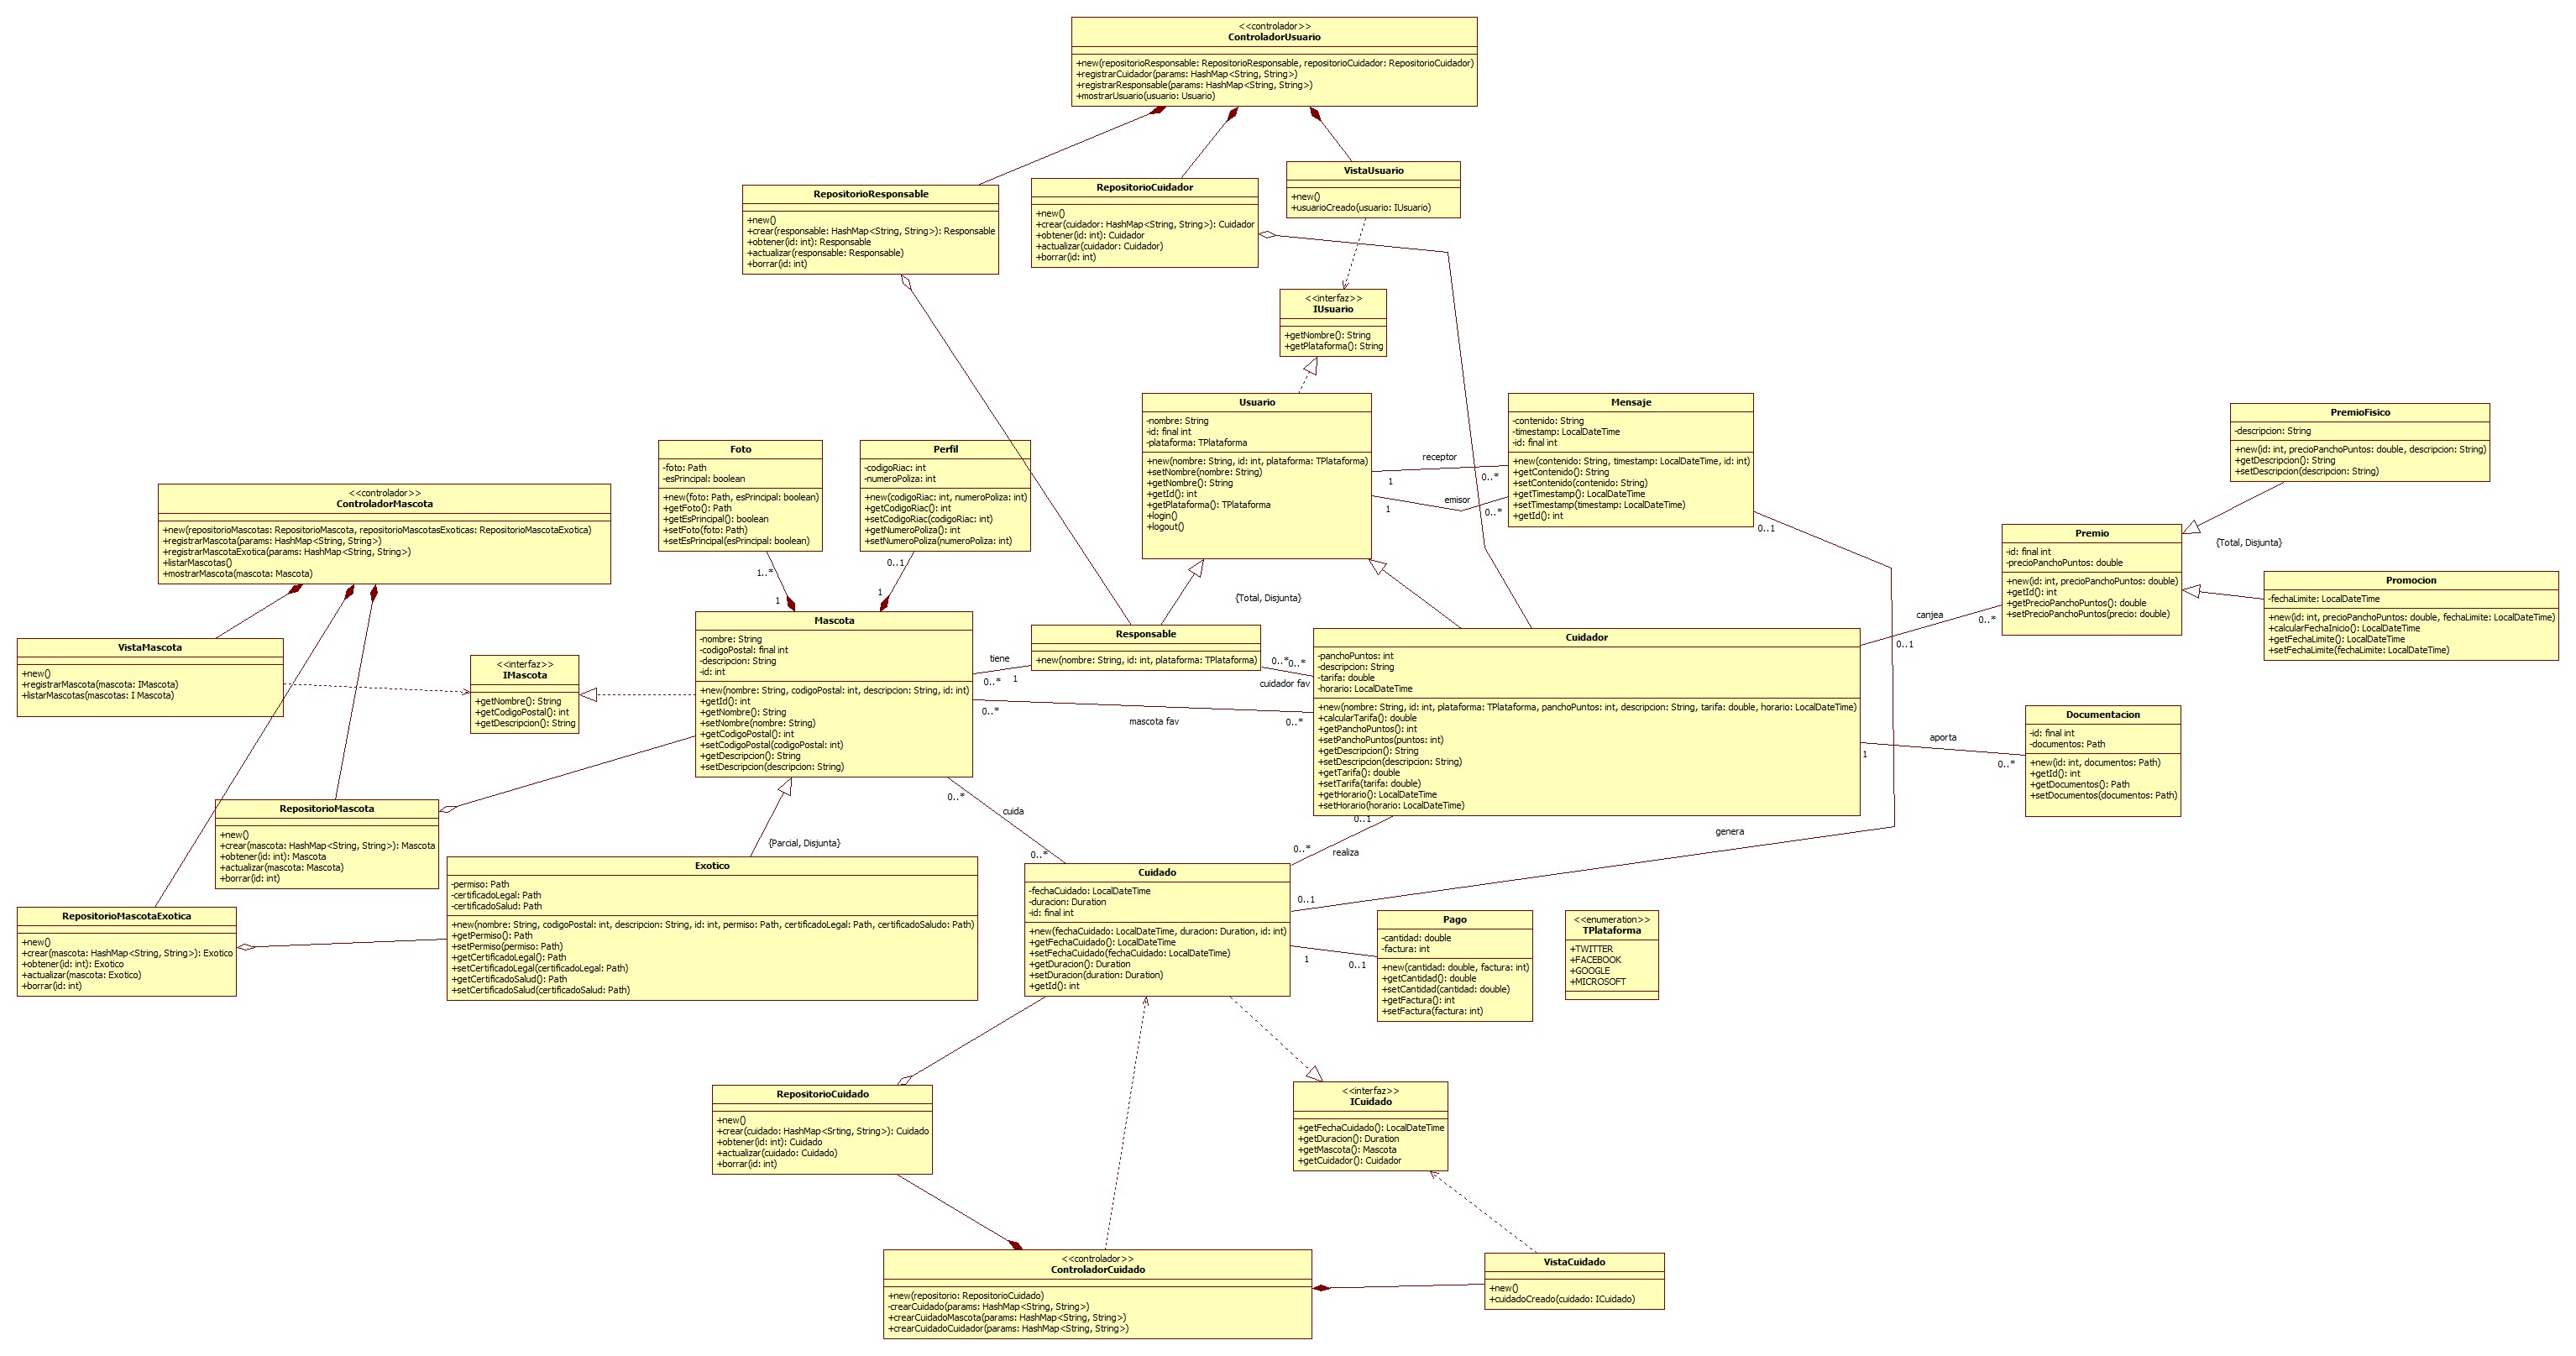 <<controlador>>
ControladorUsuario
+new(repositorioResponsable: RepositorioResponsable, repositorioCuidador: RepositorioCuidador)
+registrarCuidador(params: HashMap<String, String>)
+registrarResponsable(params: HashMap<String, String>)
+mostrarUsuario(usuario: Usuario)
RepositorioResponsable
+new()
+crear(responsable: HashMap<String, String>): Responsable
+obtener(id: int): Responsable
+actualizar(responsable: Responsable)
+borrar(id: int)
RepositorioCuidador
+new()
+crear(cuidador: HashMap<String, String>): Cuidador
+obtener(id: int): Cuidador
+actualizar(cuidador: Cuidador)
+borrar(id: int)
VistaUsuario
+new()
+usuarioCreado(usuario: IUsuario)
<<interfaz>>
IUsuario
+getNombre(): String
+getPlataforma(): String
Usuario
-nombre: String
-id: final int
-plataforma: TPlataforma
+new(nombre: String, id: int, plataforma: TPlataforma)
+setNombre(nombre: String)
+getNombre(): String
+getId(): int
+getPlataforma(): TPlataforma
+login()
+logout()
receptor
1
0..*
emisor
1
0..*
Mensaje
-contenido: String
-timestamp: LocalDateTime
-id: final int
+new(contenido: String, timestamp: LocalDateTime, id: int)
+getContenido(): String
+setContenido(contenido: String)
+getTimestamp(): LocalDateTime
+setTimestamp(timestamp: LocalDateTime)
+getId(): int
0..1
PremioFisico
-descripcion: String
+new(id: int, precioPanchoPuntos: double, descripcion: String)
+getDescripcion(): String
+setDescripcion(descripcion: String)
{Total, Disjunta}
Premio
-id: final int
-precioPanchoPuntos: double
+new(id: int, precioPanchoPuntos: double)
+getId(): int
+getPrecioPanchoPuntos(): double
+setPrecioPanchoPuntos(precio: double)
Promocion
-fechaLimite: LocalDateTime
+new(id: int, precioPanchoPuntos: double, fechaLimite: LocalDateTime)
+calcularFechaInicio(): LocalDateTime
+getFechaLimite(): LocalDateTime
+setFechaLimite(fechaLimite: LocalDateTime)
canjea
0..*
0..1
Foto
-foto: Path
-esPrincipal: boolean
+new(foto: Path, esPrincipal: boolean)
+getFoto(): Path
+getEsPrincipal(): boolean
+setFoto(foto: Path)
+setEsPrincipal(esPrincipal: boolean)
1..*
1
Perfil
-codigoRiac: int
-numeroPoliza: int
+new(codigoRiac: int, numeroPoliza: int)
+getCodigoRiac(): int
+setCodigoRiac(codigoRiac: int)
+getNumeroPoliza(): int
+setNumeroPoliza(numeroPoliza: int)
0..1
1
<<controlador>>
ControladorMascota
+new(repositorioMascotas: RepositorioMascota, repositorioMascotasExoticas: RepositorioMascotaExotica)
+registrarMascota(params: HashMap<String, String>)
+registrarMascotaExotica(params: HashMap<String, String>)
+listarMascotas()
+mostrarMascota(mascota: Mascota)
VistaMascota
+new()
+registrarMascota(mascota: IMascota)
+listarMascotas(mascotas: I Mascota)
<<interfaz>>
IMascota
+getNombre(): String
+getCodigoPostal(): int
+getDescripcion(): String
Mascota
-nombre: String
-codigoPostal: final int
-descripcion: String
-id: int
+new(nombre: String, codigoPostal: int, descripcion: String, id: int)
+getId(): int
+getNombre(): String
+setNombre(nombre: String)
+getCodigoPostal(): int
+setCodigoPostal(codigoPostal: int)
+getDescripcion(): String
+setDescripcion(descripcion: String)
{Total, Disjunta}
Responsable
+new(nombre: String, id: int, plataforma: TPlataforma)
tiene
0..*
1
0..*
0..*
cuidador fav
0..*
mascota fav
0..*
Cuidador
-panchoPuntos: int
-descripcion: String
-tarifa: double
-horario: LocalDateTime
+new(nombre: String, id: int, plataforma: TPlataforma, panchoPuntos: int, descripcion: String, tarifa: double, horario: LocalDateTime)
+calcularTarifa(): double
+getPanchoPuntos(): int
+setPanchoPuntos(puntos: int)
+getDescripcion(): String
+setDescripcion(descripcion: String)
+getTarifa(): double
+setTarifa(tarifa: double)
+getHorario(): LocalDateTime
+setHorario(horario: LocalDateTime)
aporta
1
0..*
Documentacion
-id: final int
-documentos: Path
+new(id: int, documentos: Path)
+getId(): int
+getDocumentos(): Path
+setDocumentos(documentos: Path)
RepositorioMascota
+new()
+crear(mascota: HashMap<String, String>): Mascota
+obtener(id: int): Mascota
+actualizar(mascota: Mascota)
+borrar(id: int)
RepositorioMascotaExotica
+new()
+crear(mascota: HashMap<String, String>): Exotico
+obtener(id: int): Exotico
+actualizar(mascota: Exotico)
+borrar(id: int)
{Parcial, Disjunta}
Exotico
-permiso: Path
-certificadoLegal: Path
-certificadoSalud: Path
+new(nombre: String, codigoPostal: int, descripcion: String, id: int, permiso: Path, certificadoLegal: Path, certificadoSaludo: Path)
+getPermiso(): Path
+setPermiso(permiso: Path)
+getCertificadoLegal(): Path
+setCertificadoLegal(certificadoLegal: Path)
+getCertificadoSalud(): Path
+setCertificadoSalud(certificadoSalud: Path)
0..*
cuida
0..*
0..1
0..*
realiza
genera
0..1
Cuidado
-fechaCuidado: LocalDateTime
-duracion: Duration
-id: final int
+new(fechaCuidado: LocalDateTime, duracion: Duration, id: int)
+getFechaCuidado(): LocalDateTime
+setFechaCuidado(fechaCuidado: LocalDateTime)
+getDuracion(): Duration
+setDuracion(duracion: Duration)
+getId(): int
1
0..1
Pago
-cantidad: double
-factura: int
+new(cantidad: double, factura: int)
+getCantidad(): double
+setCantidad(cantidad: double)
+getFactura(): int
+setFactura(factura: int)
<<enumeration>>
TPlataforma
+TWITTER
+FACEBOOK
+GOOGLE
+MICROSOFT
RepositorioCuidado
+new()
+crear(cuidado: HashMap<Srting, String>): Cuidado
+obtener(id: int): Cuidado
+actualizar(cuidado: Cuidado)
+borrar(id: int)
<<interfaz>>
ICuidado
+getFechaCuidado(): LocalDateTime
+getDuracion(): Duration
+getMascota(): Mascota
+getCuidador(): Cuidador
<<controlador>>
ControladorCuidado
+new(repositorio: RepositorioCuidado)
-crearCuidado(params: HashMap<String, String>)
+crearCuidadoMascota(params: HashMap<String, String>)
+crearCuidadoCuidador(params: HashMap<String, String>)
VistaCuidado
+new()
+cuidadoCreado(cuidado: ICuidado)